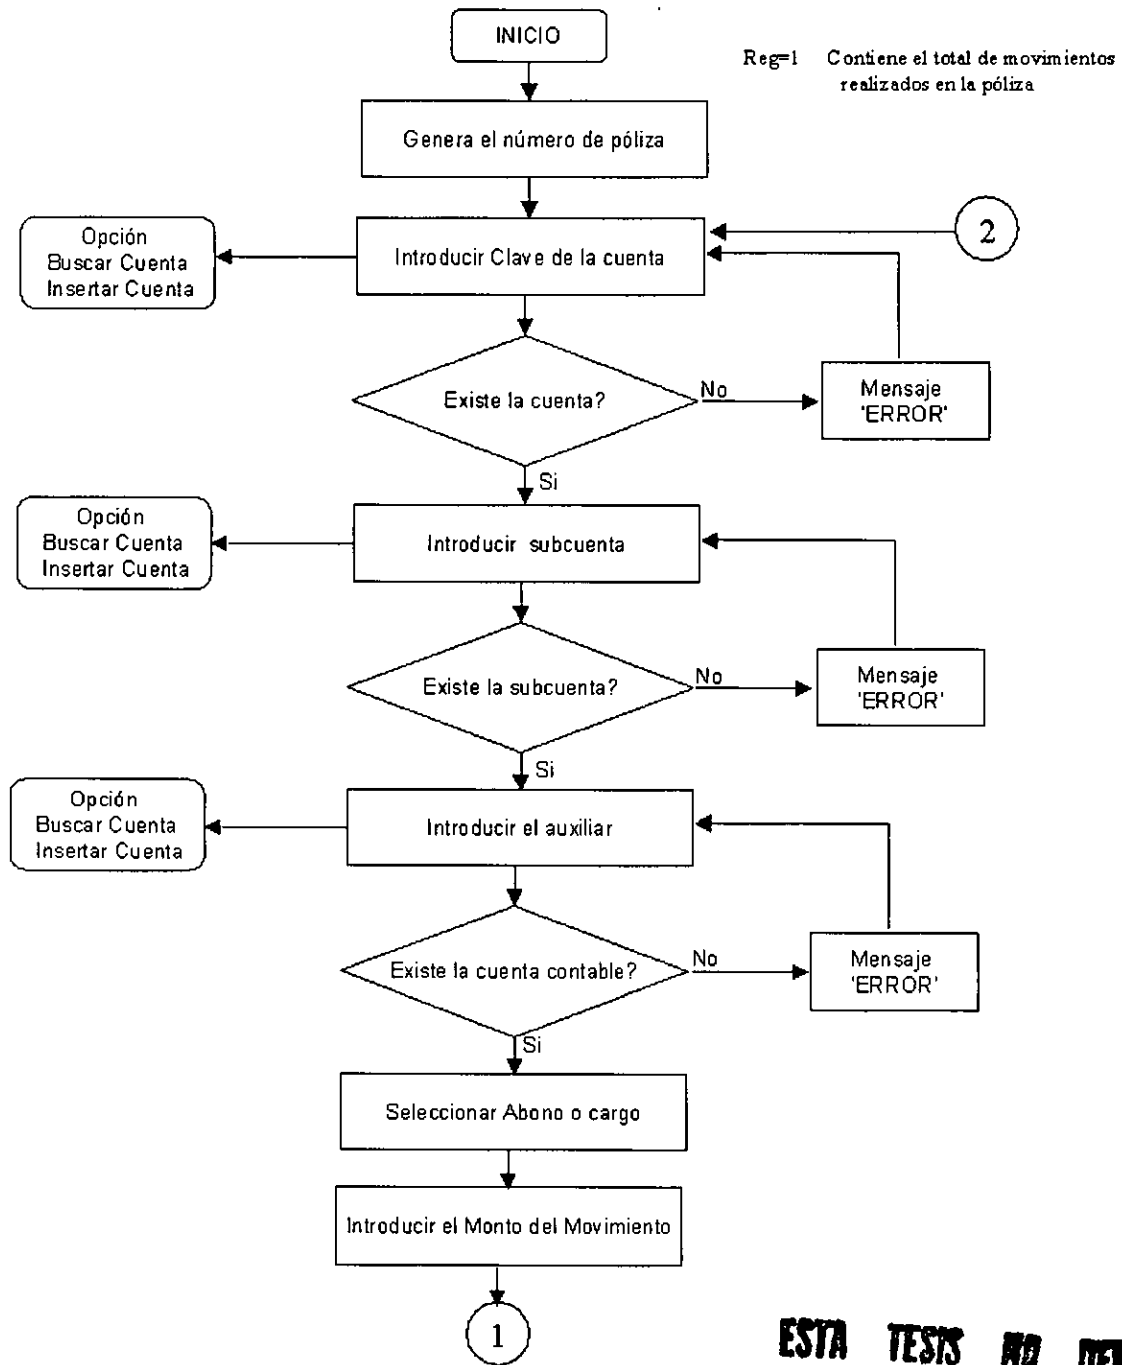 INICIO
Reg=1 Contiene el total de movimientos
realizados en la póliza
Genera el número de póliza
2
Opción
Buscar Cuenta
Insertar Cuenta
Introducir Clave de la cuenta
Existe la cuenta?
No
Mensaje
'ERROR'
Si
Opción
Buscar Cuenta
Insertar Cuenta
Introducir subcuenta
Existe la subcuenta?
No
Mensaje
'ERROR'
Si
Opción
Buscar Cuenta
Insertar Cuenta
Introducir el auxiliar
Existe la cuenta contable?
No
Mensaje
'ERROR'
Si
Seleccionar Abono o cargo
Introducir el Monto del Movimiento
1
ESTA TESIS NO